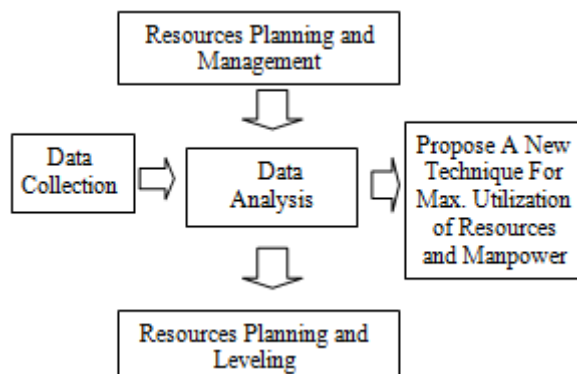 Resources Planning and
Management
Data
Collection
Data
Analysis
Propose A New
Technique For
Max. Utilization
of Resources
and Manpower
Resources Planning and
Leveling